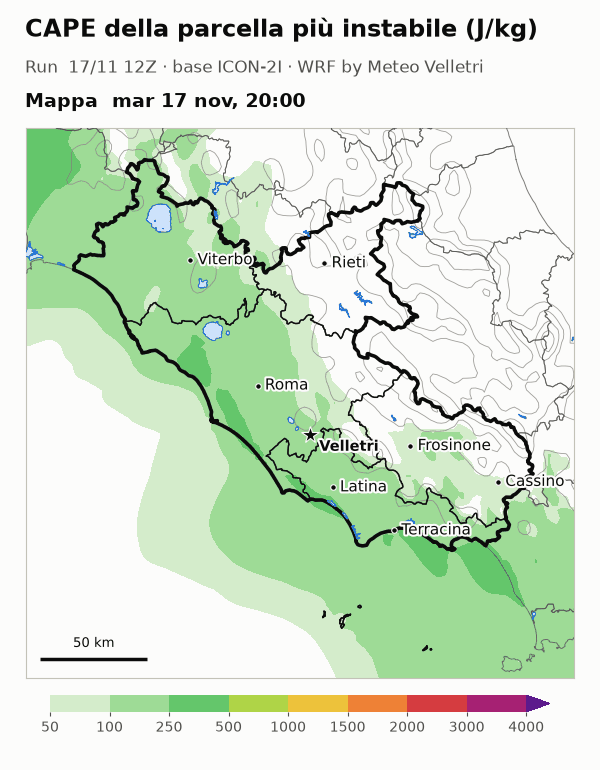 CAPE della parcella più instabile (J/kg)
Run 17/11 12Z · base ICON-2I · WRF by Meteo Velletri
Mappa mar 17 nov, 20:00
Viterbo
Rieti
Roma
Velletri
Frosinone
Latina
Cassino
Terracina
50 km
50 100 250 500 1000 1500 2000 3000 4000